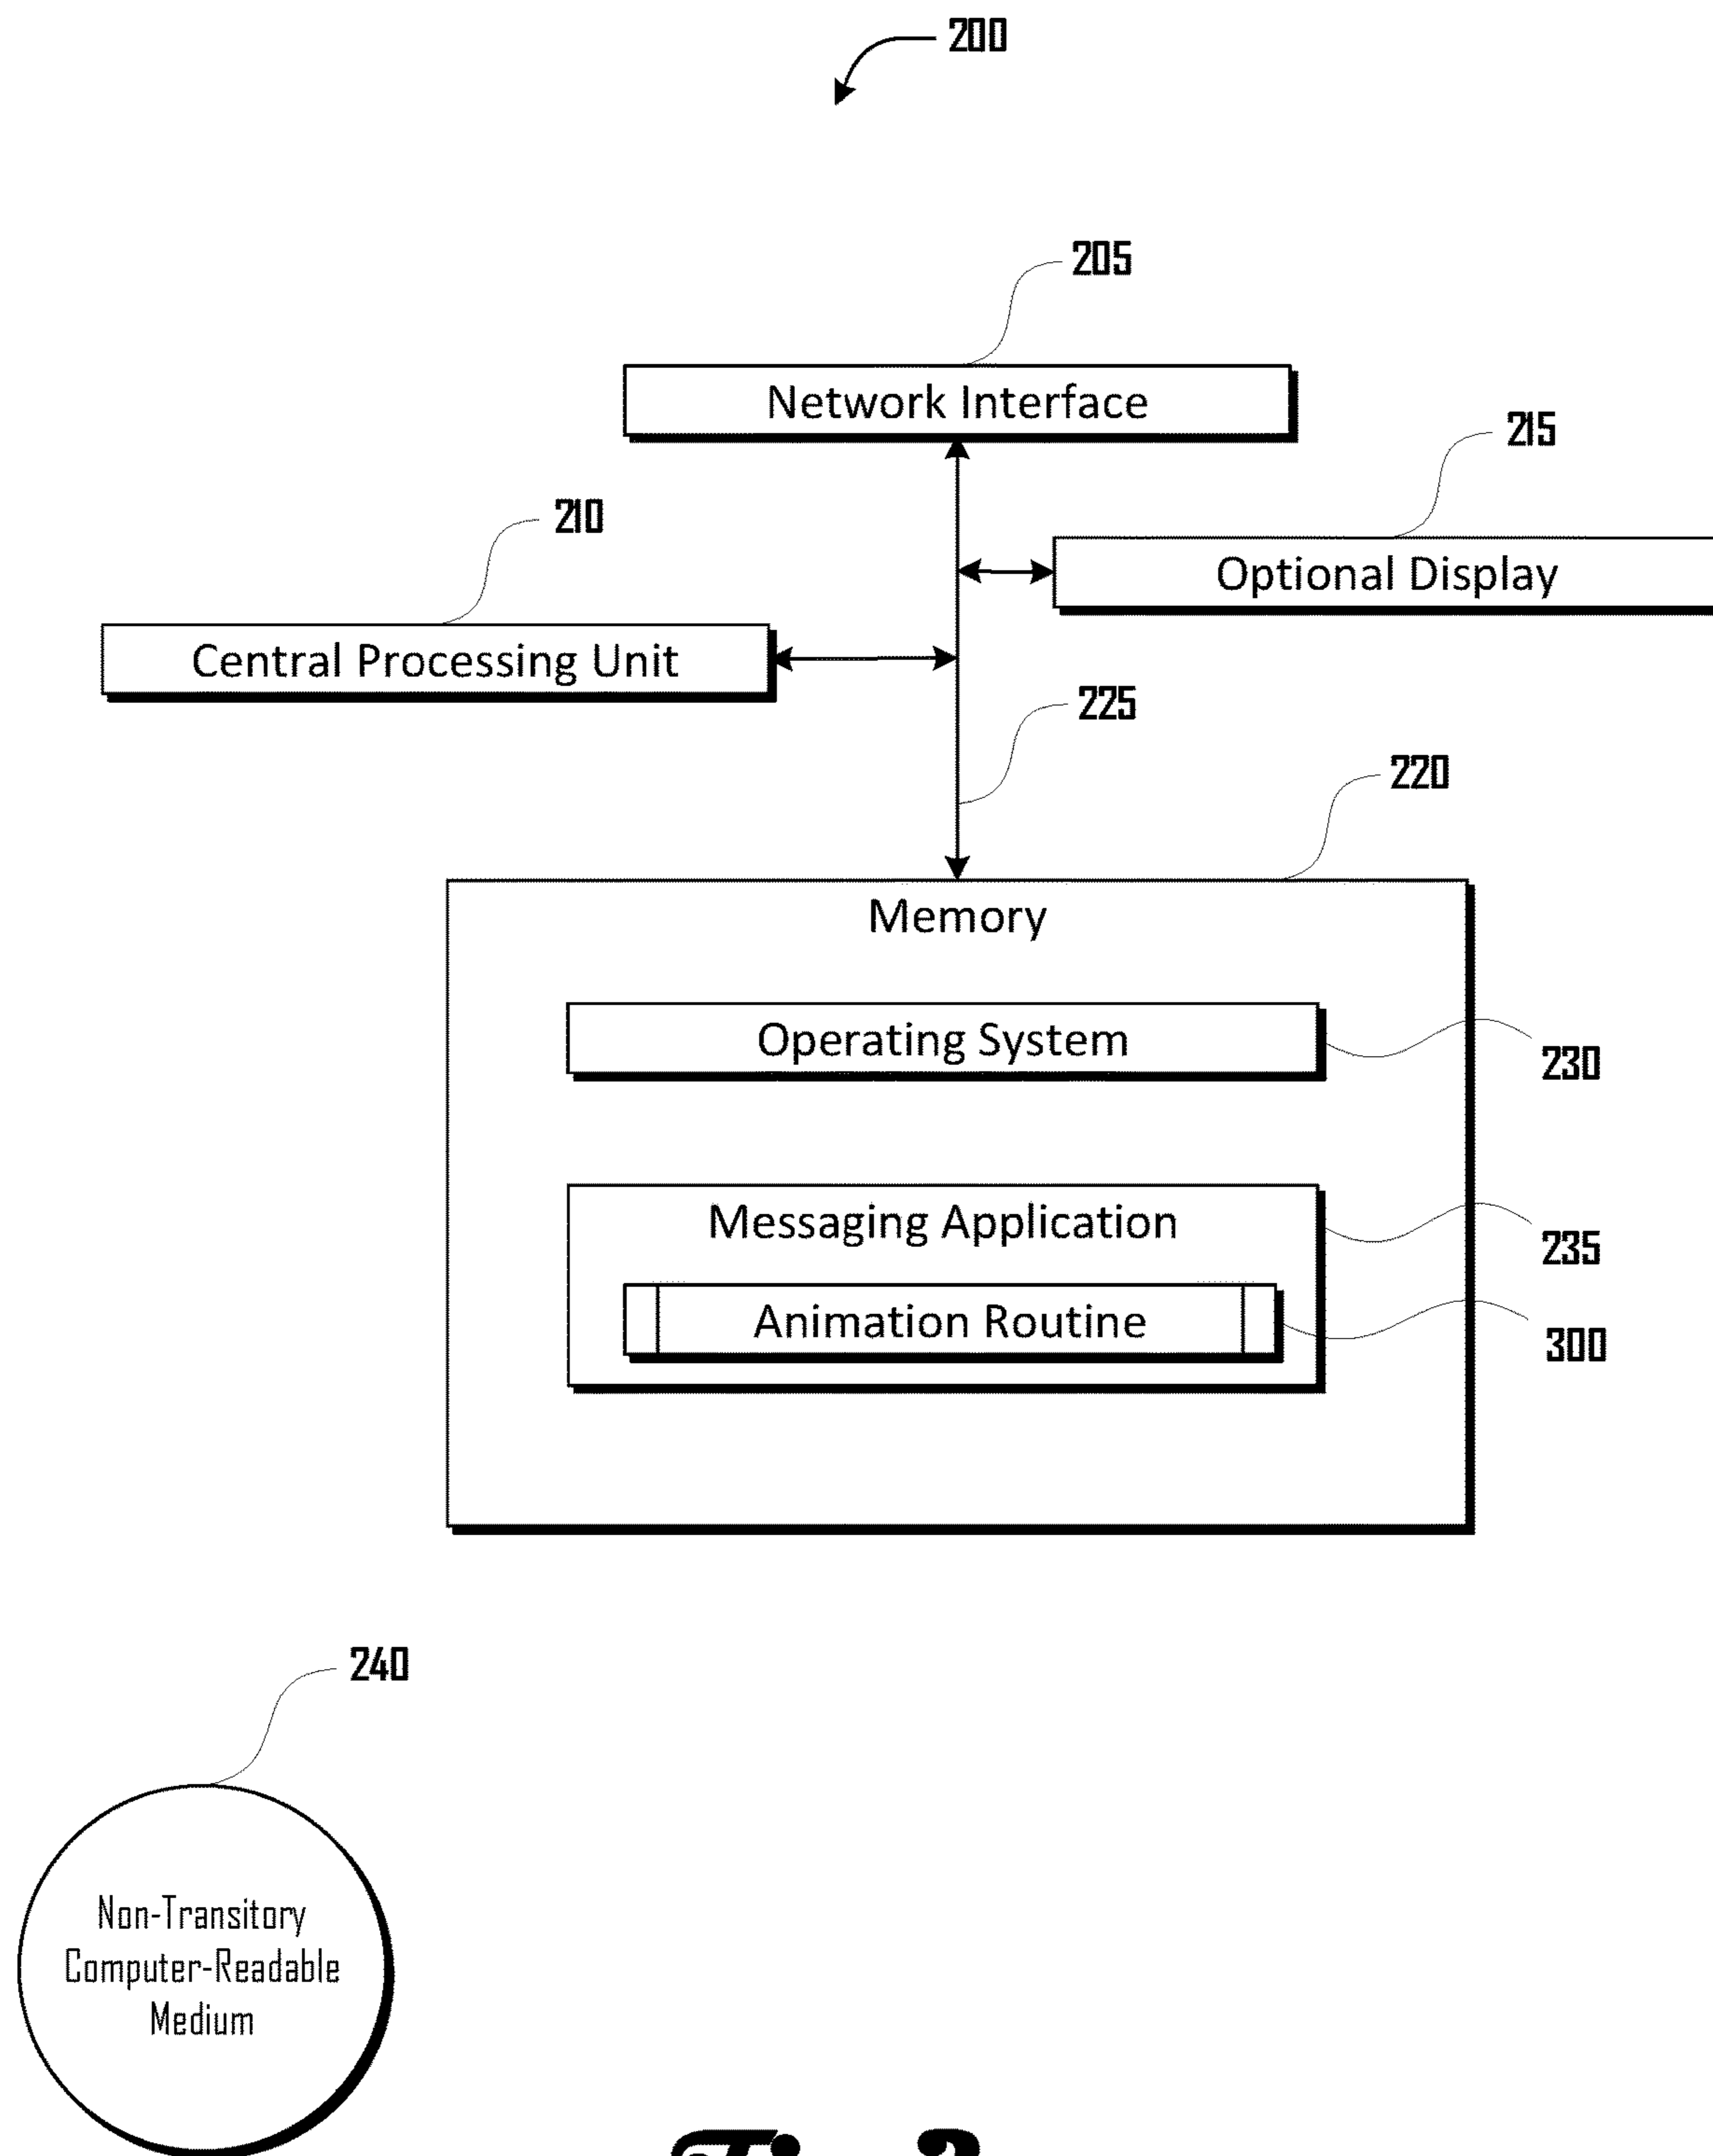 200
205
Network Interface
215
Optional Display
210
Central Processing Unit
225
220
Memory
Operating System
230
Messaging Application
235
Animation Routine
300
240
Non-Transitory
Computer-Readable
Medium